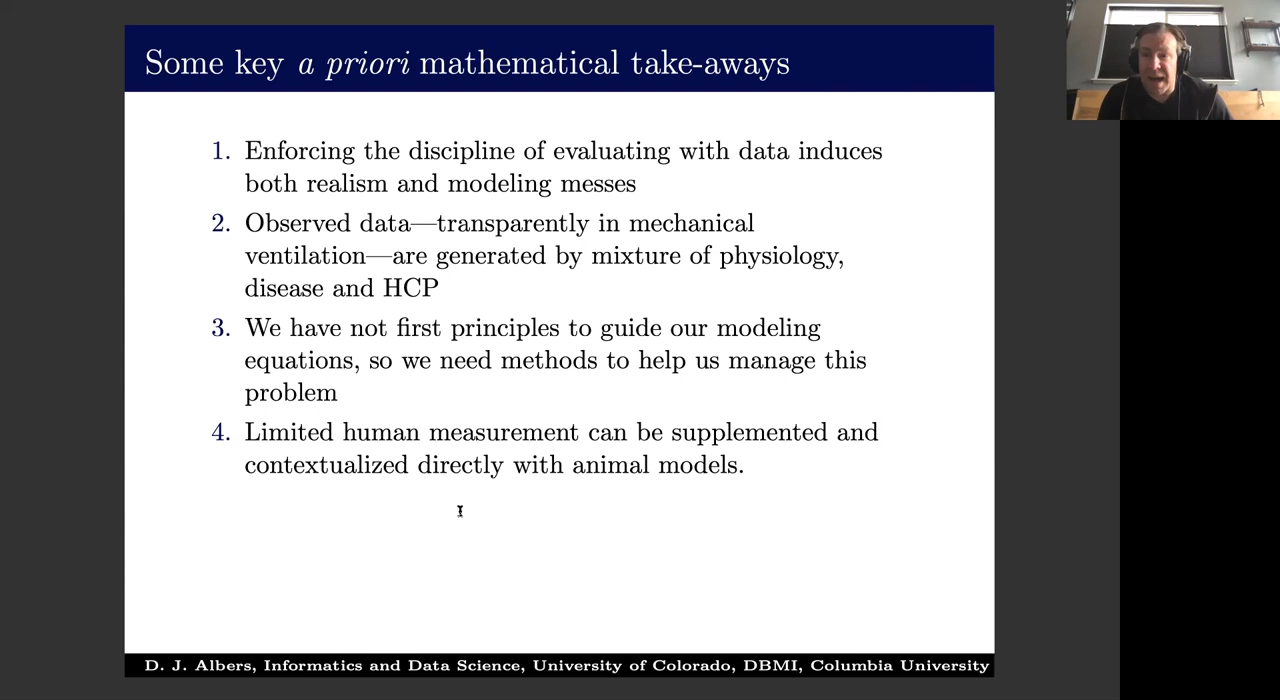 Some key a priori mathematical take-aways
1. Enforcing the discipline of evaluating with data induces
both realism and modeling messes
2. Observed data—transparently in mechanical
ventilation—are generated by mixture of physiology,
disease and HCP
3. We have not first principles to guide our modeling
equations, so we need methods to help us manage this
problem
4. Limited human measurement can be supplemented and
contextualized directly with animal models.
D. J. Albers, Informatics and Data Science, University of Colorado, DBMI, Columbia University